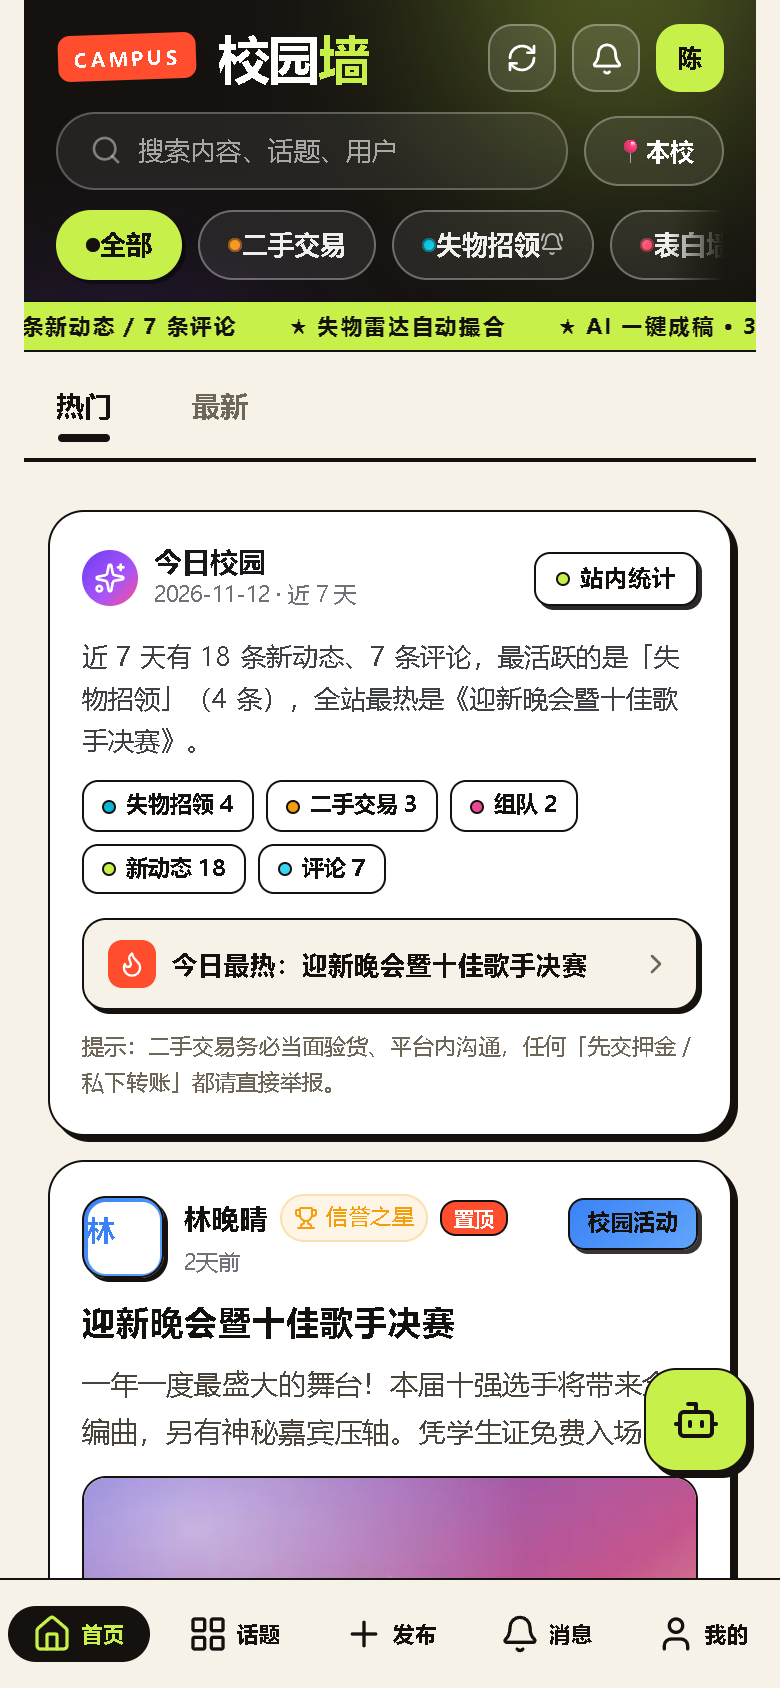 CAMPUS 校园墙 陈
搜索内容、话题、用户 本校
全部 二手交易 失物招领 表白墙
条新动态 / 7 条评论 ★ 失物雷达自动撮合 ★ AI 一键成稿 • 3
热门 最新
今日校园
2026-11-12 · 近 7 天
站内统计
近 7 天有 18 条新动态、7 条评论，最活跃的是「失
物招领」（4 条），全站最热是《迎新晚会暨十佳歌
手决赛》。
失物招领 4 二手交易 3 组队 2
新动态 18 评论 7
今日最热：迎新晚会暨十佳歌手决赛
提示：二手交易务必当面验货、平台内沟通，任何「先交押金 /
私下转账」都请直接举报。
林
林晚晴 信誉之星 置顶 校园活动
2天前
迎新晚会暨十佳歌手决赛
一年一度最盛大的舞台！本届十强选手将带来
编曲，另有神秘嘉宾压轴。凭学生证免费入场
首页 话题 发布 消息 我的